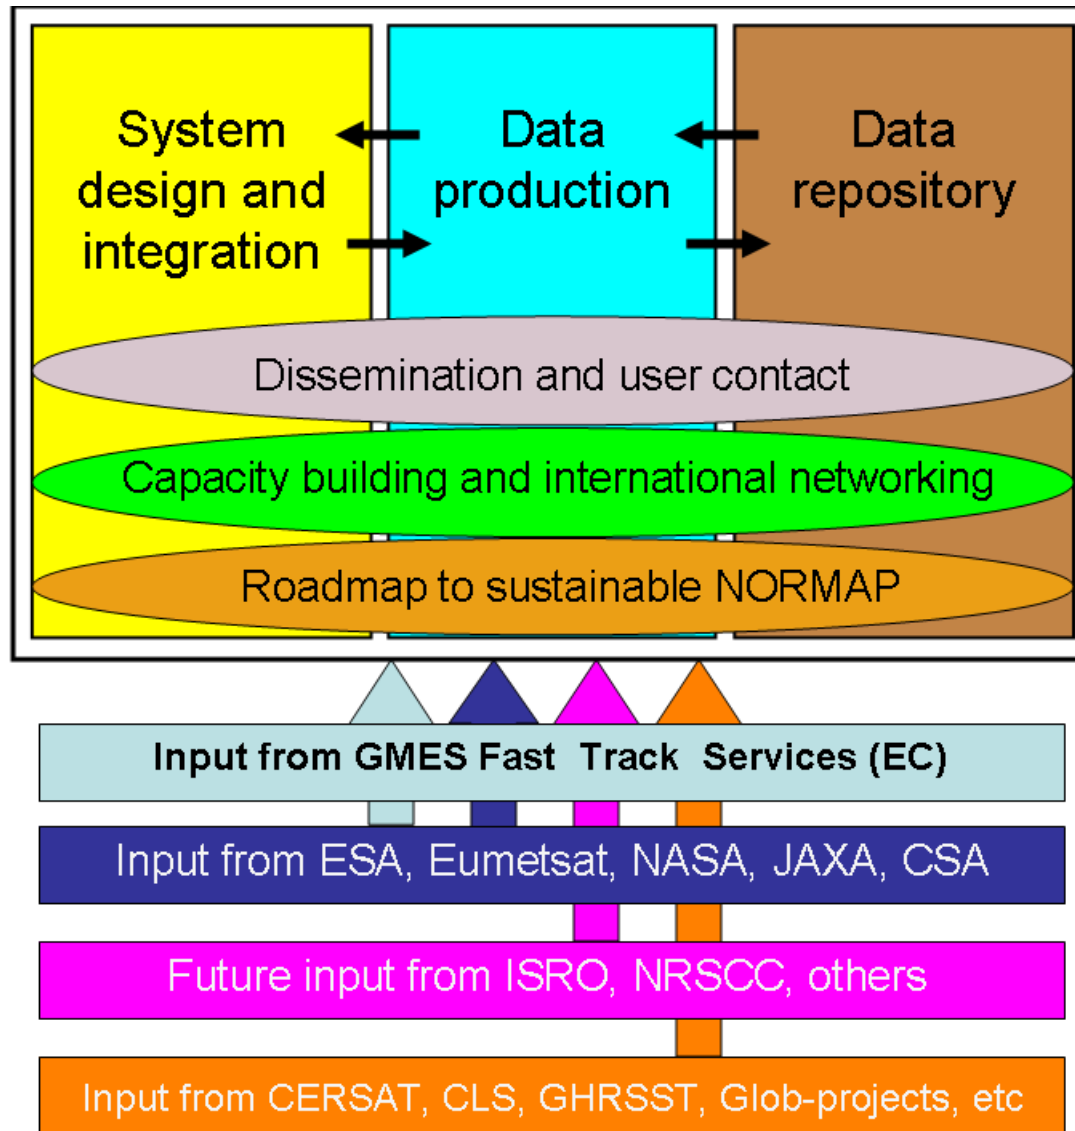 System
design and
integration
Data
production
Data
repository
Dissemination and user contact
Capacity building and international networking
Roadmap to sustainable NORMAP
Input from GMES Fast Track Services (EC)
Input from ESA, Eumetsat, NASA, JAXA, CSA
Future input from ISRO, NRSCC, others
Input from CERSAT, CLS, GHRSST, Glob-projects, etc